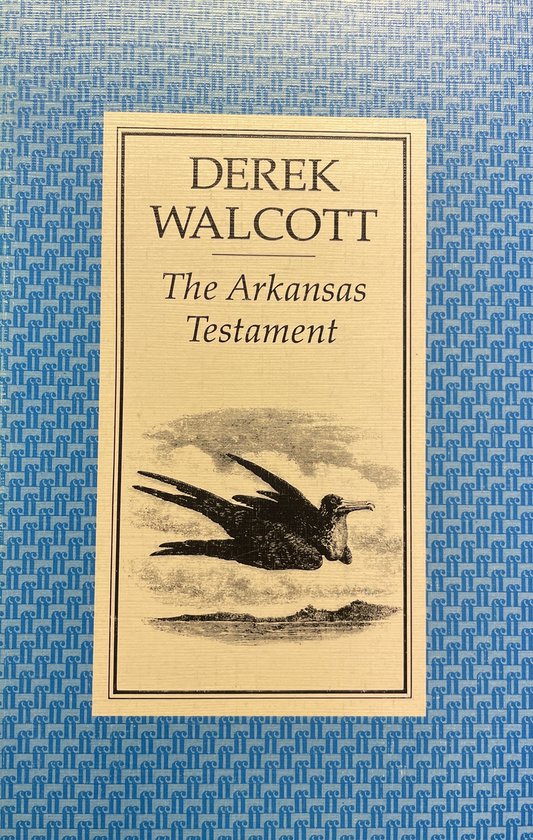 DEREK
WALCOTT
The Arkansas
Testament